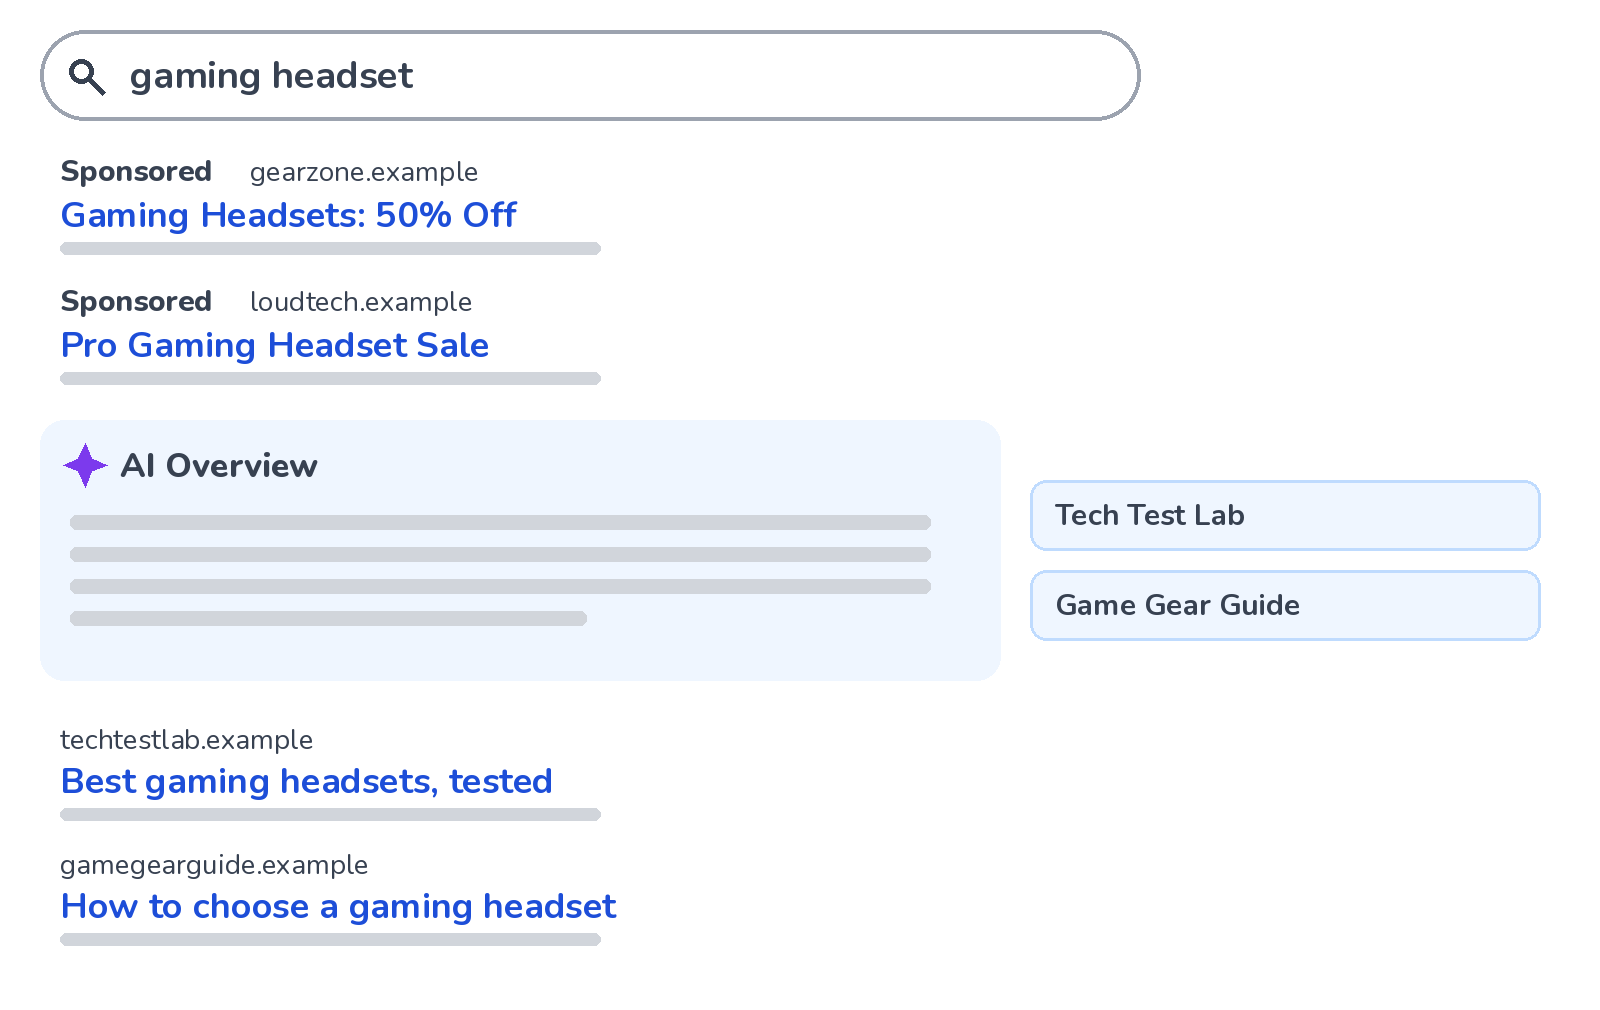 gaming headset
Sponsored gearzone.example
Gaming Headsets: 50% Off
Sponsored loudtech.example
Pro Gaming Headset Sale
AI Overview
Tech Test Lab
Game Gear Guide
techtestlab.example
Best gaming headsets, tested
gamegearguide.example
How to choose a gaming headset